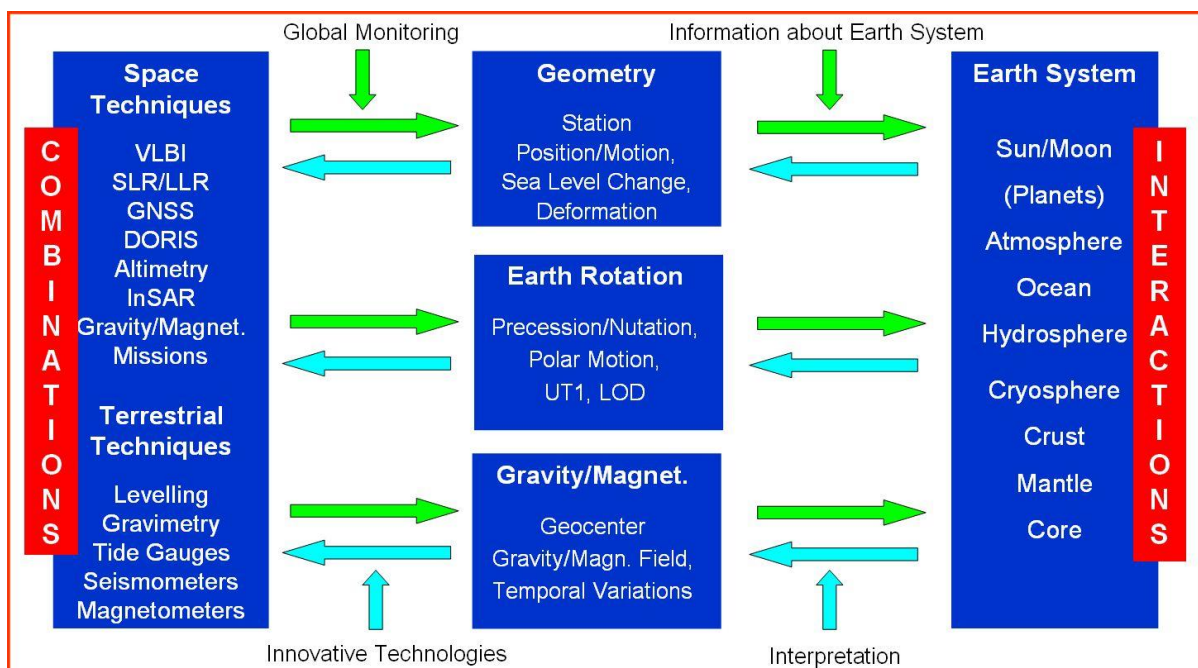 Global Monitoring
Information about Earth System
COMBINATIONS
Space
Techniques
VLBI
SLR/LLR
GNSS
DORIS
Altimetry
InSAR
Gravity/Magnet.
Missions
Terrestrial
Techniques
Levelling
Gravimetry
Tide Gauges
Seismometers
Magnetometers
Geometry
Station
Position/Motion,
Sea Level Change,
Deformation
Earth Rotation
Precession/Nutation,
Polar Motion,
UT1, LOD
Gravity/Magnet.
Geocenter
Gravity/Magn. Field,
Temporal Variations
Earth System
Sun/Moon
(Planets)
Atmosphere
Ocean
Hydrosphere
Cryosphere
Crust
Mantle
Core
INTERACTIONS
Innovative Technologies
Interpretation